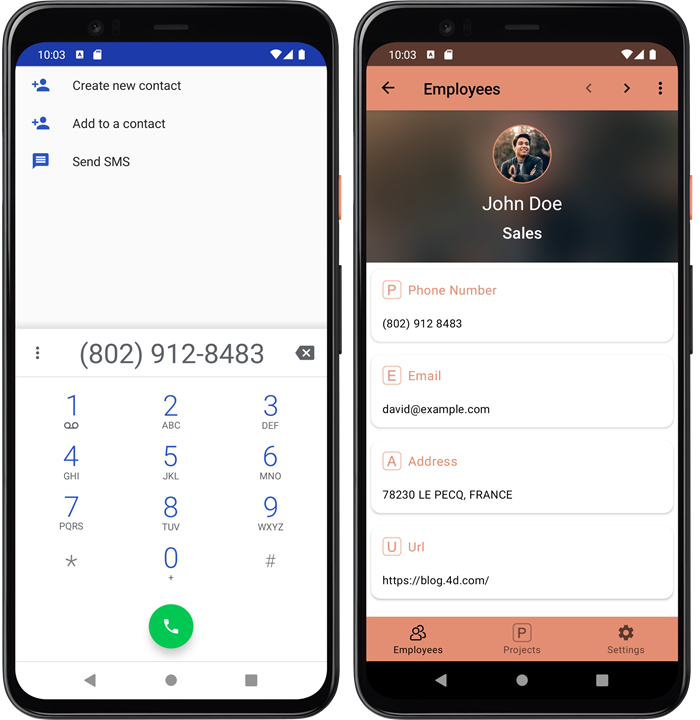 10:03
Create new contact
Add to a contact
Send SMS
(802) 912-8483
1 2 3
ABC DEF
4 5 6
GHI JKL MNO
7 8 9
PQRS TUV WXYZ
* 0 #
+
10:03
Employees
John Doe
Sales
P Phone Number
(802) 912 8483
E Email
david@example.com
A Address
78230 LE PECQ, FRANCE
U Url
https://blog.4d.com/
P
Employees Projects Settings